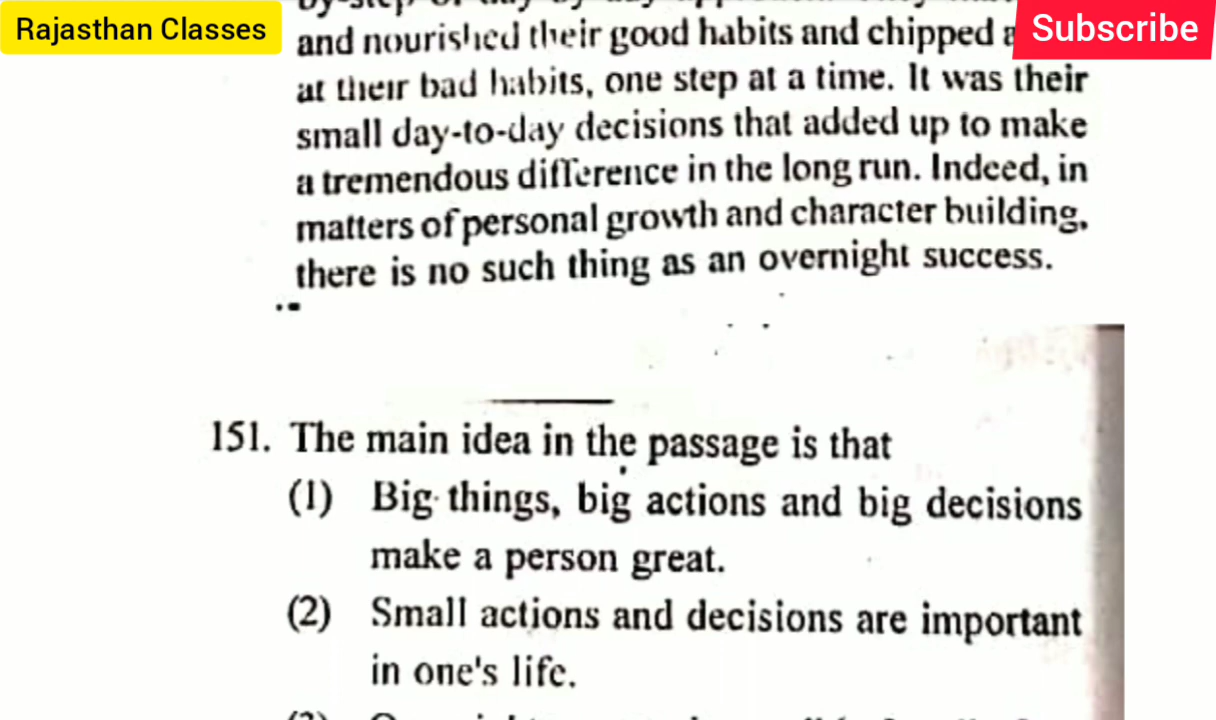 Rajasthan Classes
Subscribe
and nourished their good habits and chipped
at their bad habits, one step at a time. It was their
small day-to-day decisions that added up to make
a tremendous difference in the long run. Indeed, in
matters of personal growth and character building,
there is no such thing as an overnight success.
151. The main idea in the passage is that
(1) Big things, big actions and big decisions
make a person great.
(2) Small actions and decisions are important
in one's life.